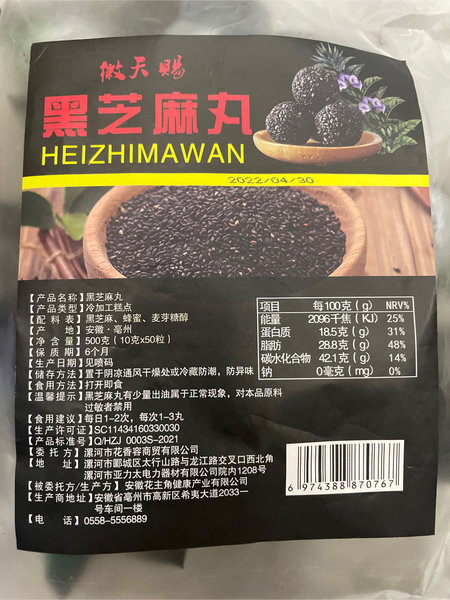 徽天赐
黑芝麻丸
HEIZHIMAWAN
2022/04/30
【产品名称】黑芝麻丸
【产品类型】冷加工糕点
【配料表】黑芝麻、蜂蜜、麦芽糖醇
【产地】安徽·亳州
【净含量】500克（10克x50粒）
【保质期】6个月
【生产日期】见喷码
【储存方法】置于阴凉通风干燥处或冷藏防潮，防异味
【食用方法】打开即食
【温馨提示】黑芝麻丸有少量出油属于正常现象，对本品原料
过敏者禁用
【食用建议】每日1-2次，每次1-3丸
【生产许可证】SC11434160330030
【产品标准号】Q/HZJ 0003S-2021
【委托方】漯河市花香容商贸有限公司
【地址】漯河市郾城区太行山路与龙江路交叉口西北角
漯河市亚力太电力器材有限公司院内1208号
【被委托方/生产方】安徽花主角健康产业有限公司
【生产商地址】安徽省亳州市高新区希夷大道2033一
号车间一楼
【电话】0558-5556889
项目 每100克（g） NRV%
能量 2096千焦（KJ） 25%
蛋白质 18.5克（g） 31%
脂肪 28.8克（g） 48%
碳水化合物 42.1克（g） 14%
钠 0毫克（mg） 0%
6 974388 870767